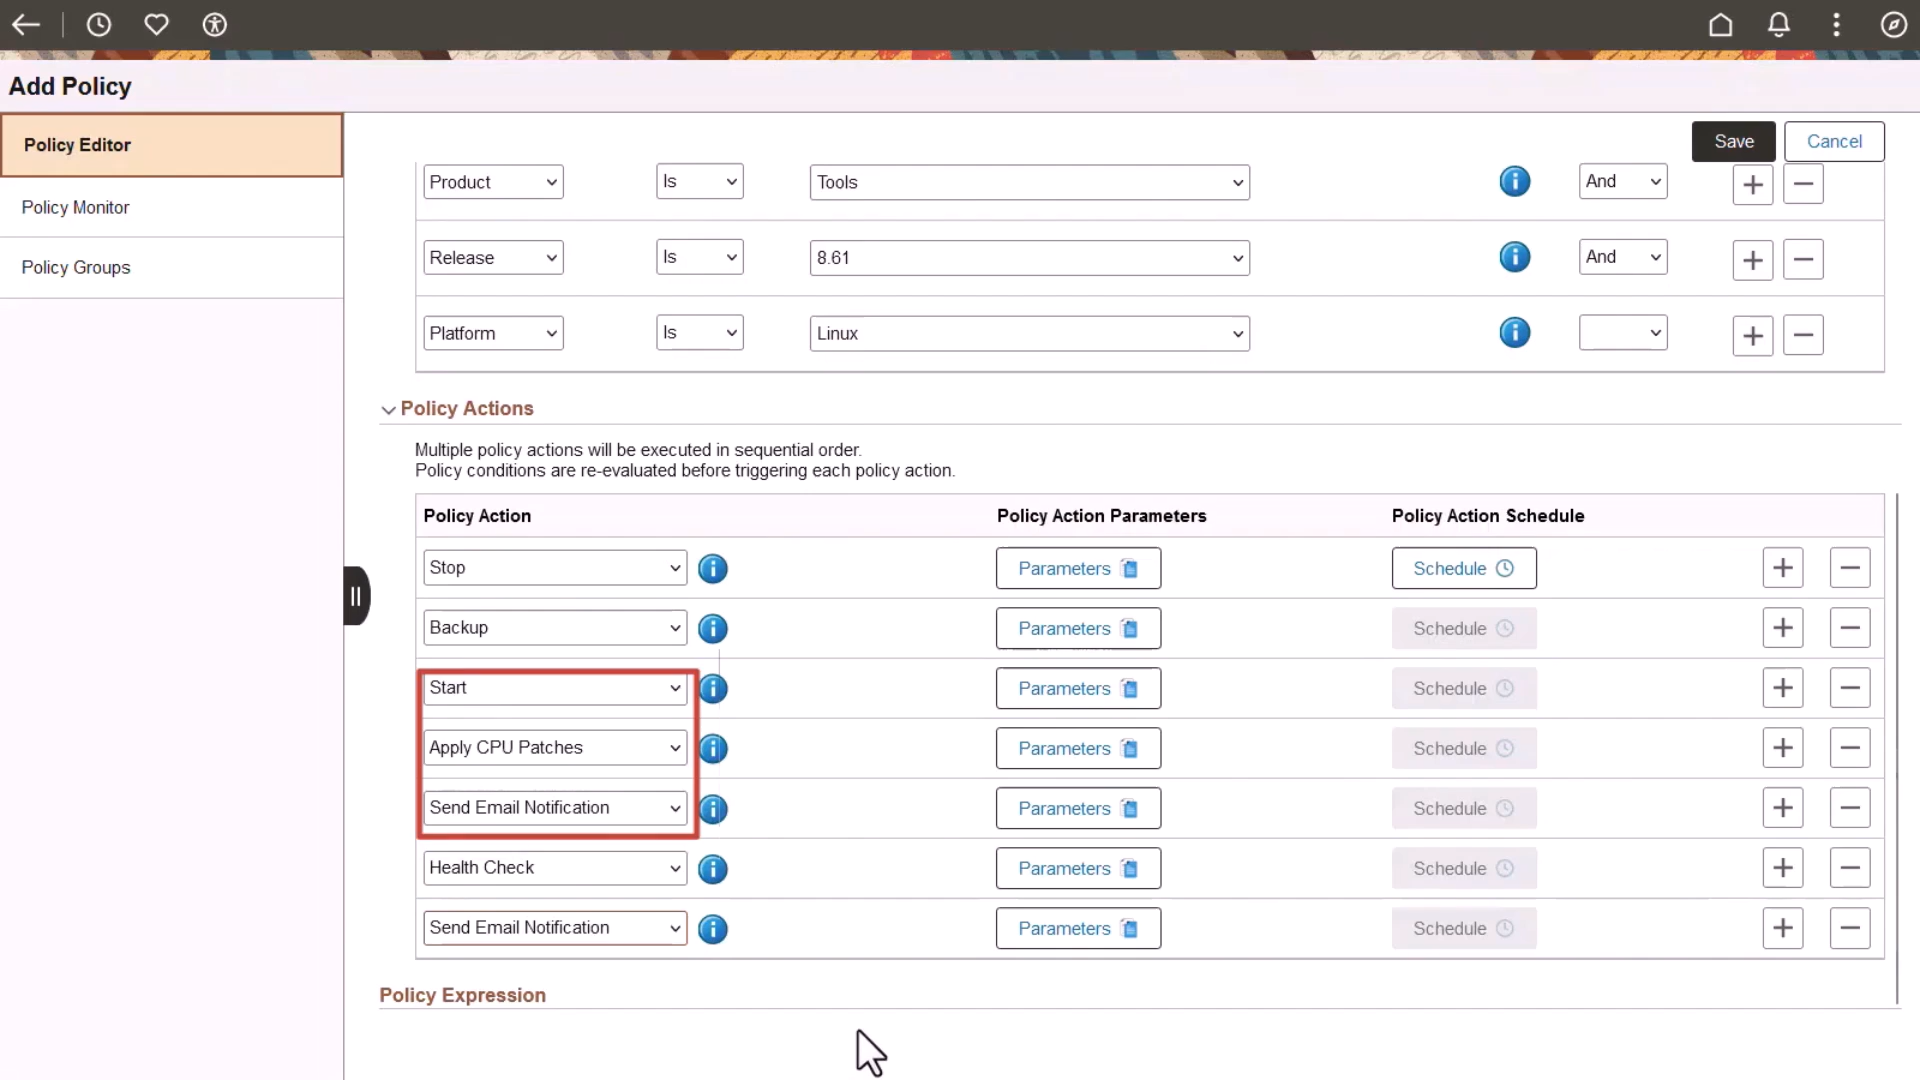 Add Policy
Policy Editor
Policy Monitor
Policy Groups
Save Cancel
Product Is Tools And
Release Is 8.61 And
Platform Is Linux
Policy Actions
Multiple policy actions will be executed in sequential order.
Policy conditions are re-evaluated before triggering each policy action.
Policy Action Policy Action Parameters Policy Action Schedule
Stop Parameters Schedule
Backup Parameters Schedule
Start Parameters Schedule
Apply CPU Patches Parameters Schedule
Send Email Notification Parameters Schedule
Health Check Parameters Schedule
Send Email Notification Parameters Schedule
Policy Expression